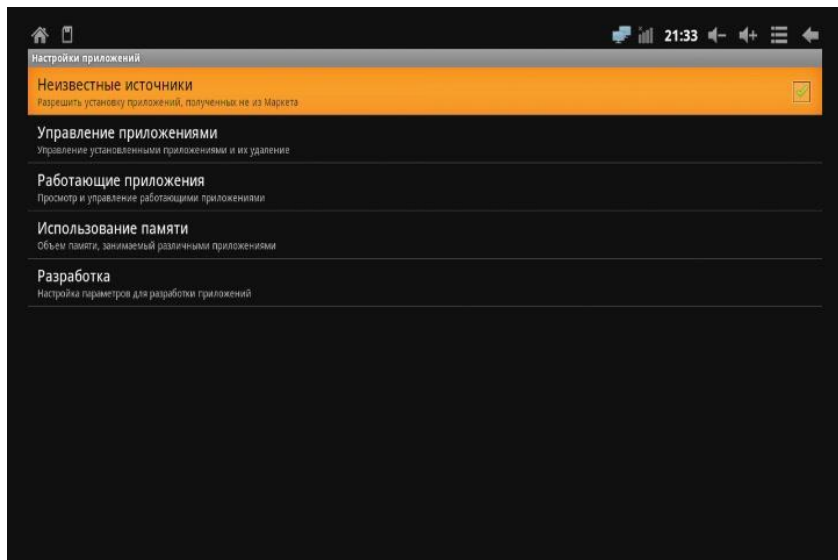 21:33
Настройки приложений
Неизвестные источники
Разрешить установку приложений, полученных не из Маркета
Управление приложениями
Управление установленными приложениями и их удаление
Работающие приложения
Просмотр и управление работающими приложениями
Использование памяти
Объем памяти, занимаемый различными приложениями
Разработка
Настройка параметров для разработки приложений